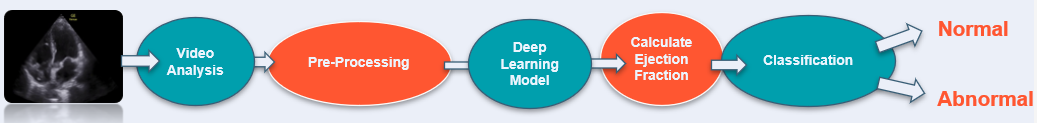 Video
Analysis
Pre-Processing
Deep
Learning
Model
Calculate
Ejection
Fraction
Classification
Normal
Abnormal